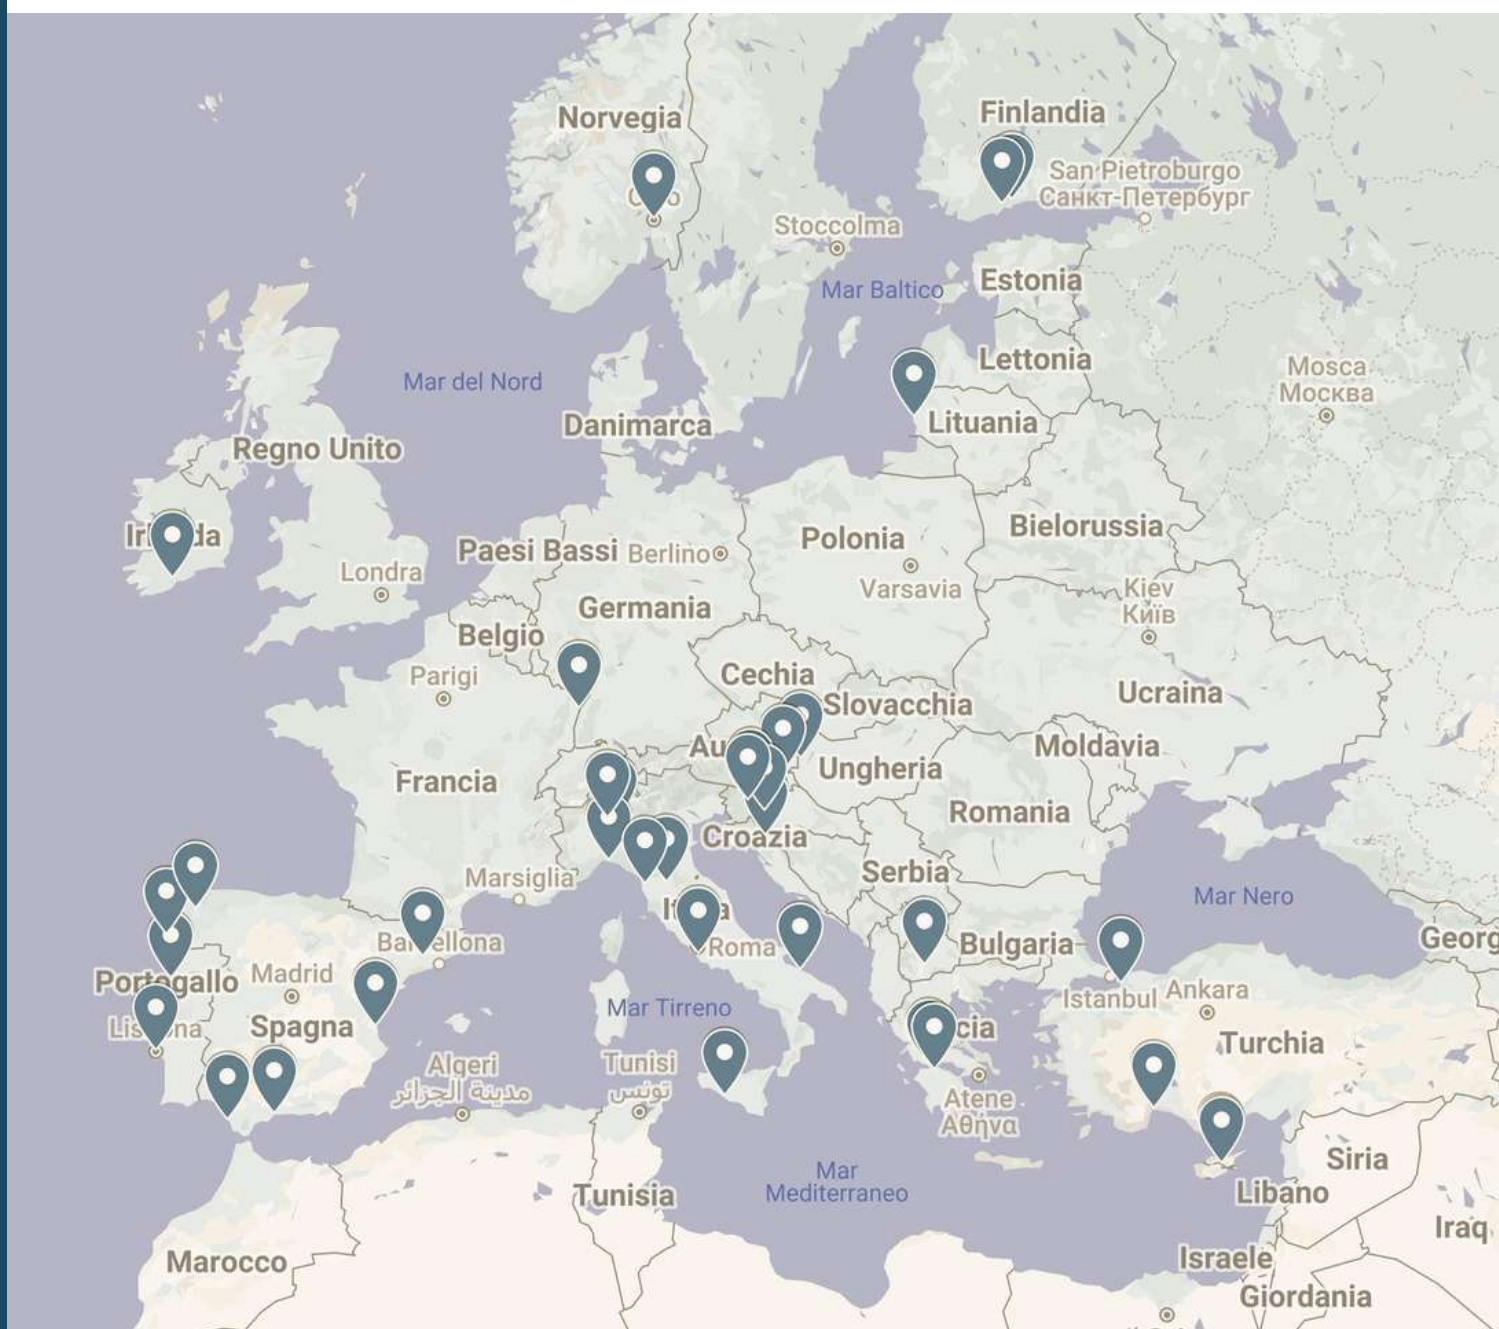 Norvegia
Finlandia
San Pietroburgo
Санкт-Петербург
Stoccolma
Mar Baltico
Estonia
Lettonia
Mosca
Москва
Mar del Nord
Danimarca
Lituania
Regno Unito
Bielorussia
Polonia
Paesi Bassi
Berlino
Londra
Varsavia
Kiev
Київ
Germania
Belgio
Parigi
Cechia
Slovacchia
Ucraina
Moldavia
Ungheria
Francia
Romania
Croazia
Serbia
Marsiglia
Mar Nero
Bulgaria
Georg
Roma
Portogallo
Madrid
Istanbul
Ankara
Mar Tirreno
Spagna
Turchia
Algeri
مدينة الجزائر
Tunisi
تونس
Atene
Αθήνα
Siria
Mar
Mediterraneo
Tunisia
Libano
Iraq
Marocco
Israele
Giordania